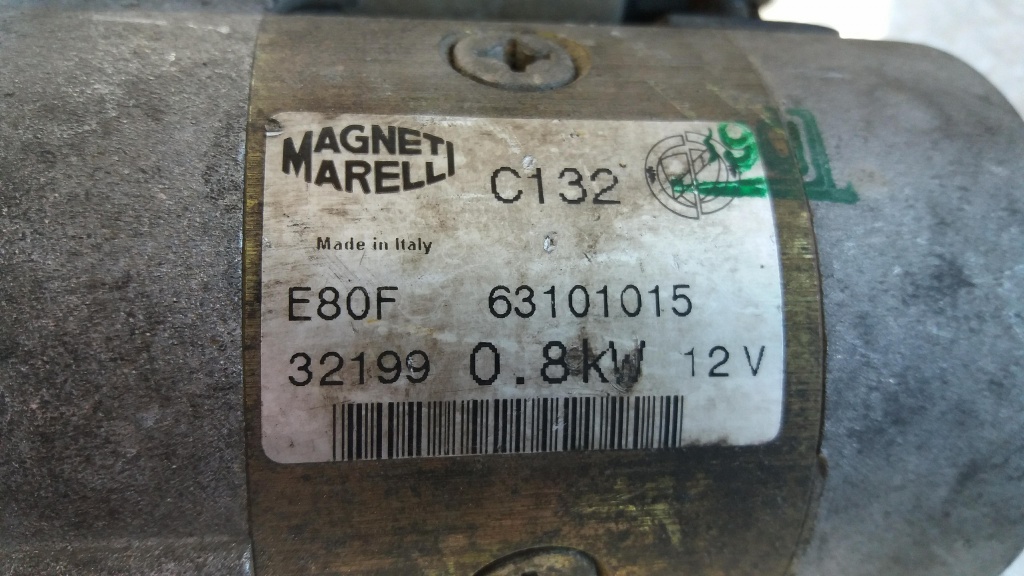 MAGNETI
MARELLI
C132
Made in Italy
E80F 63101015
32199 0.8kW 12V